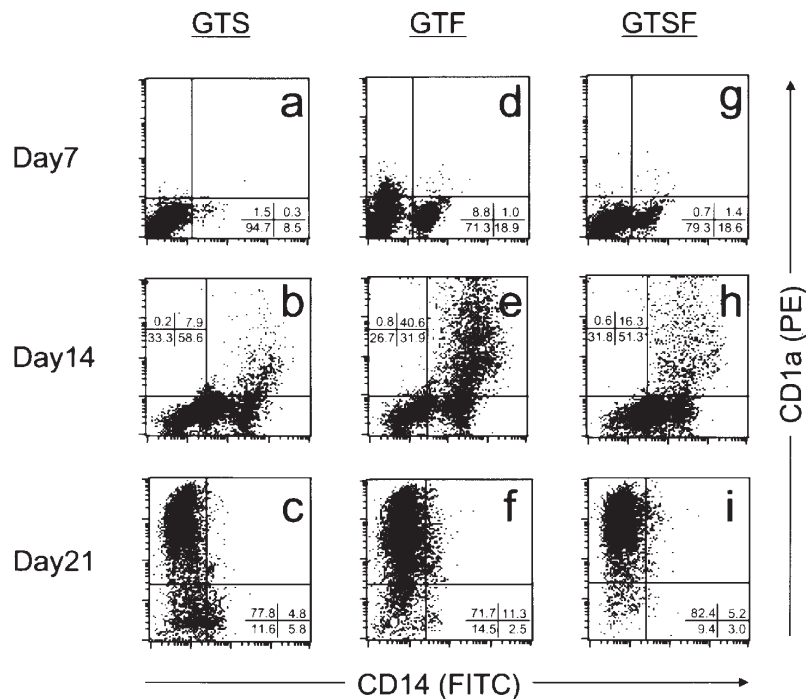 GTS GTF GTSF
Day7
a
1.5 0.3
94.7 8.5
d
8.8 1.0
71.3 18.9
g
0.7 1.4
79.3 18.6
Day14
b
0.2 7.9
33.3 58.6
e
0.8 40.6
26.7 31.9
h
0.6 16.3
31.8 51.3
Day21
c
77.8 4.8
11.6 5.8
f
71.7 11.3
14.5 2.5
i
82.4 5.2
9.4 3.0
CD1a (PE)
CD14 (FITC)